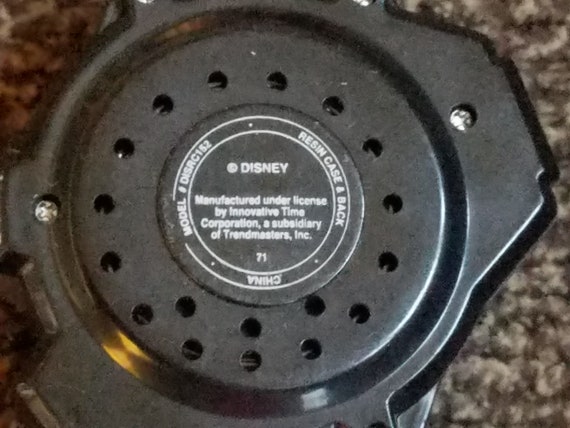 MODEL # DISRC152
RESIN CASE & BACK
© DISNEY
Manufactured under license
by Innovative Time
Corporation, a subsidiary
of Trendmasters, Inc.
71
CHINA